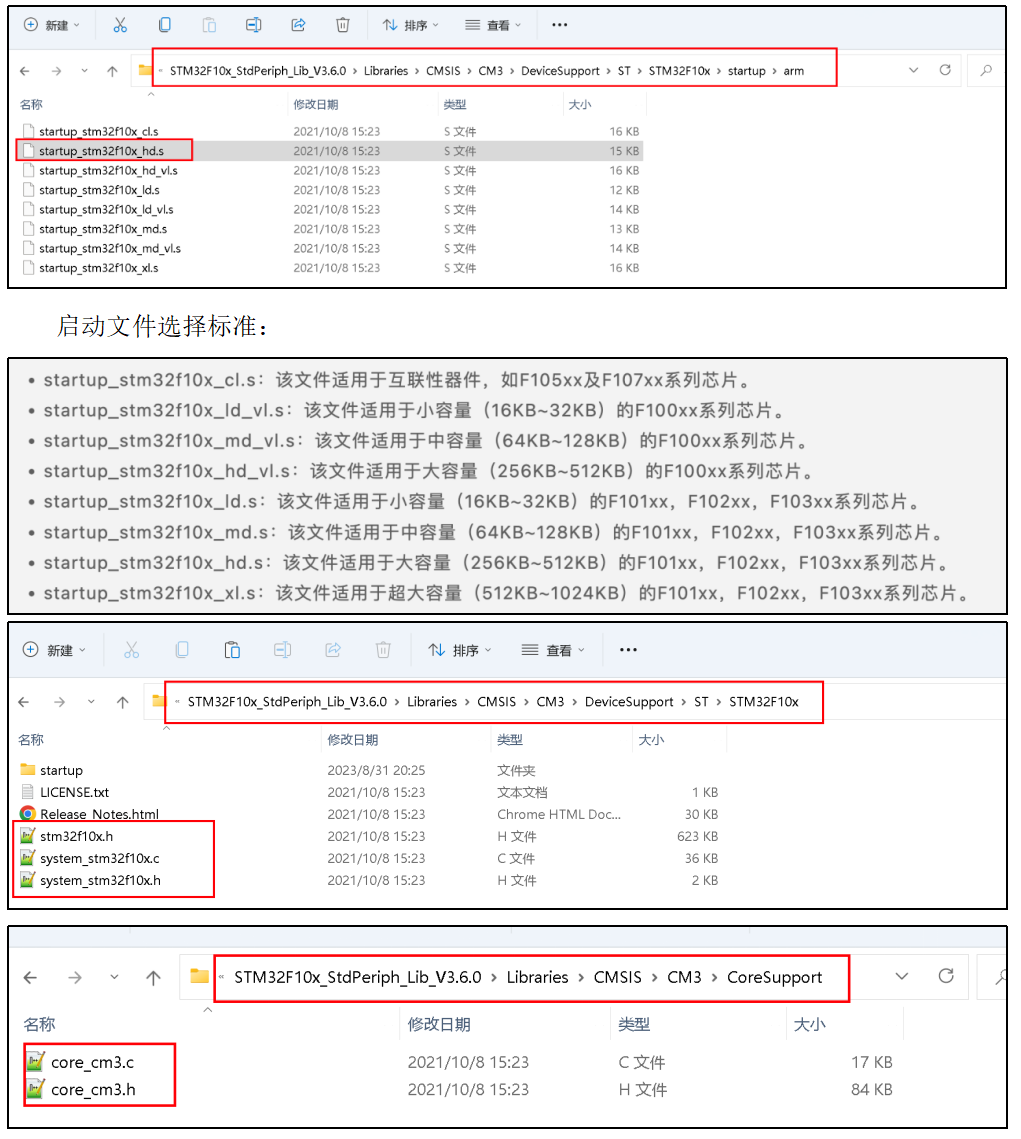 新建 排序 查看 ···
« STM32F10x_StdPeriph_Lib_V3.6.0 › Libraries › CMSIS › CM3 › DeviceSupport › ST › STM32F10x › startup › arm
名称 修改日期 类型 大小
startup_stm32f10x_cl.s 2021/10/8 15:23 S 文件 16 KB
startup_stm32f10x_hd.s 2021/10/8 15:23 S 文件 15 KB
startup_stm32f10x_hd_vl.s 2021/10/8 15:23 S 文件 16 KB
startup_stm32f10x_ld.s 2021/10/8 15:23 S 文件 12 KB
startup_stm32f10x_ld_vl.s 2021/10/8 15:23 S 文件 14 KB
startup_stm32f10x_md.s 2021/10/8 15:23 S 文件 13 KB
startup_stm32f10x_md_vl.s 2021/10/8 15:23 S 文件 14 KB
startup_stm32f10x_xl.s 2021/10/8 15:23 S 文件 16 KB
启动文件选择标准：
• startup_stm32f10x_cl.s：该文件适用于互联性器件，如F105xx及F107xx系列芯片。
• startup_stm32f10x_ld_vl.s：该文件适用于小容量（16KB~32KB）的F100xx系列芯片。
• startup_stm32f10x_md_vl.s：该文件适用于中容量（64KB~128KB）的F100xx系列芯片。
• startup_stm32f10x_hd_vl.s：该文件适用于大容量（256KB~512KB）的F100xx系列芯片。
• startup_stm32f10x_ld.s：该文件适用于小容量（16KB~32KB）的F101xx，F102xx，F103xx系列芯片。
• startup_stm32f10x_md.s：该文件适用于中容量（64KB~128KB）的F101xx，F102xx，F103xx系列芯片。
• startup_stm32f10x_hd.s：该文件适用于大容量（256KB~512KB）的F101xx，F102xx，F103xx系列芯片。
• startup_stm32f10x_xl.s：该文件适用于超大容量（512KB~1024KB）的F101xx，F102xx，F103xx系列芯片。
新建 排序 查看 ···
« STM32F10x_StdPeriph_Lib_V3.6.0 › Libraries › CMSIS › CM3 › DeviceSupport › ST › STM32F10x
名称 修改日期 类型 大小
startup 2023/8/31 20:25 文件夹
LICENSE.txt 2021/10/8 15:23 文本文档 1 KB
Release_Notes.html 2021/10/8 15:23 Chrome HTML Doc... 30 KB
stm32f10x.h 2021/10/8 15:23 H 文件 623 KB
system_stm32f10x.c 2021/10/8 15:23 C 文件 36 KB
system_stm32f10x.h 2021/10/8 15:23 H 文件 2 KB
« STM32F10x_StdPeriph_Lib_V3.6.0 › Libraries › CMSIS › CM3 › CoreSupport
名称 修改日期 类型 大小
core_cm3.c 2021/10/8 15:23 C 文件 17 KB
core_cm3.h 2021/10/8 15:23 H 文件 84 KB